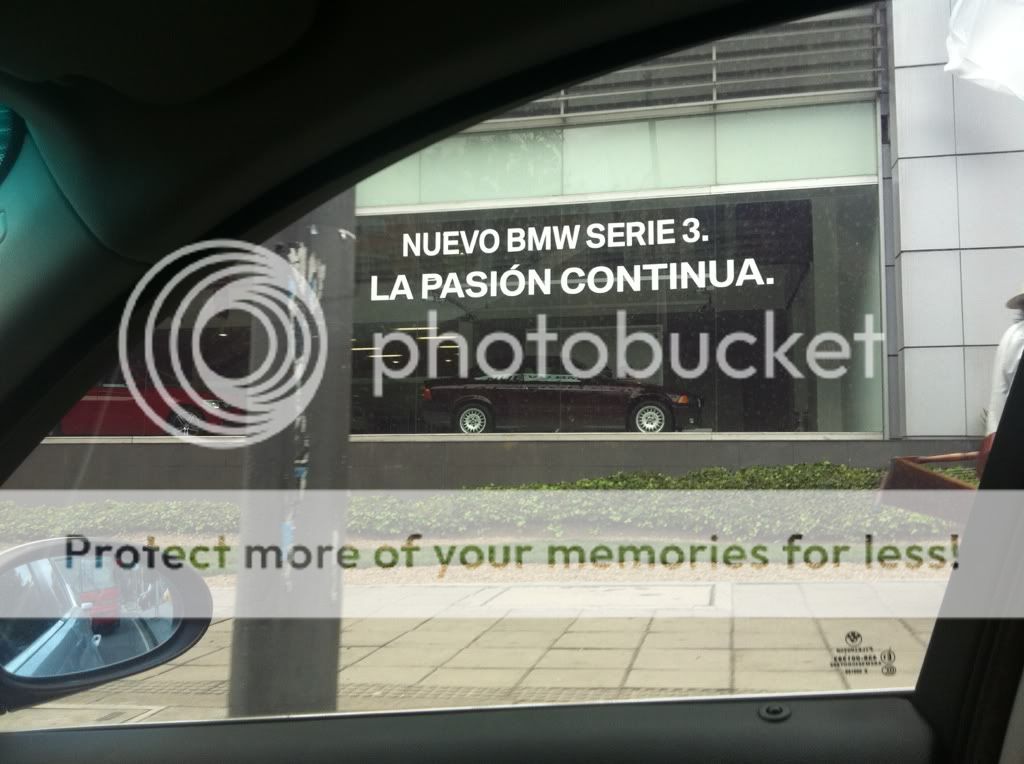 NUEVO BMW SERIE 3.
LA PASIÓN CONTINUA.
photobucket
Protect more of your memories for less!